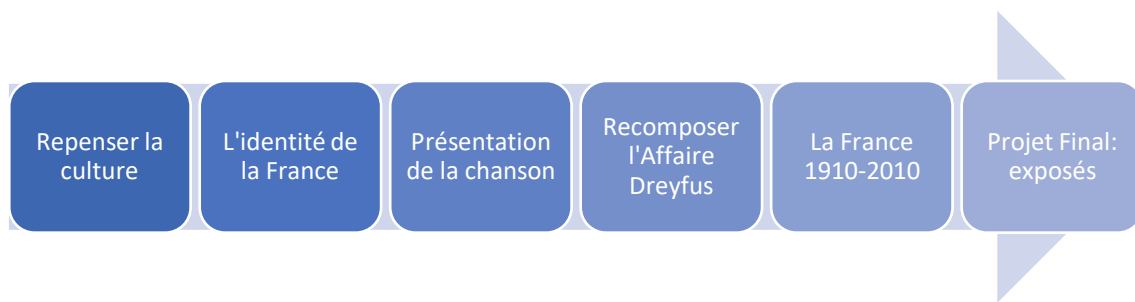 Repenser la
culture
L'identité de
la France
Présentation
de la chanson
Recomposer
l'Affaire
Dreyfus
La France
1910-2010
Projet Final:
exposés